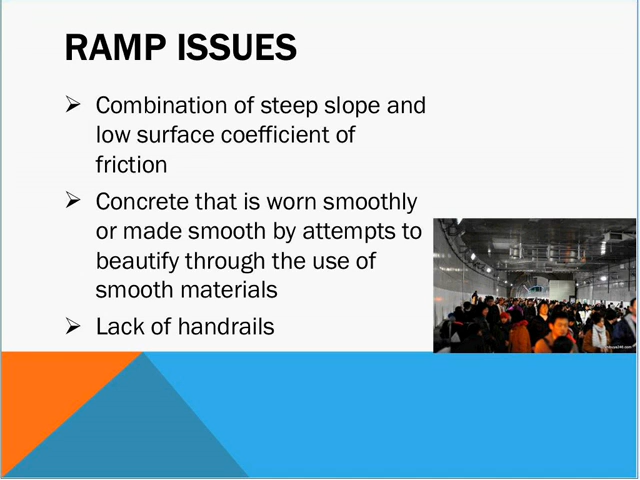 RAMP ISSUES
Combination of steep slope and
low surface coefficient of
friction
Concrete that is worn smoothly
or made smooth by attempts to
beautify through the use of
smooth materials
Lack of handrails